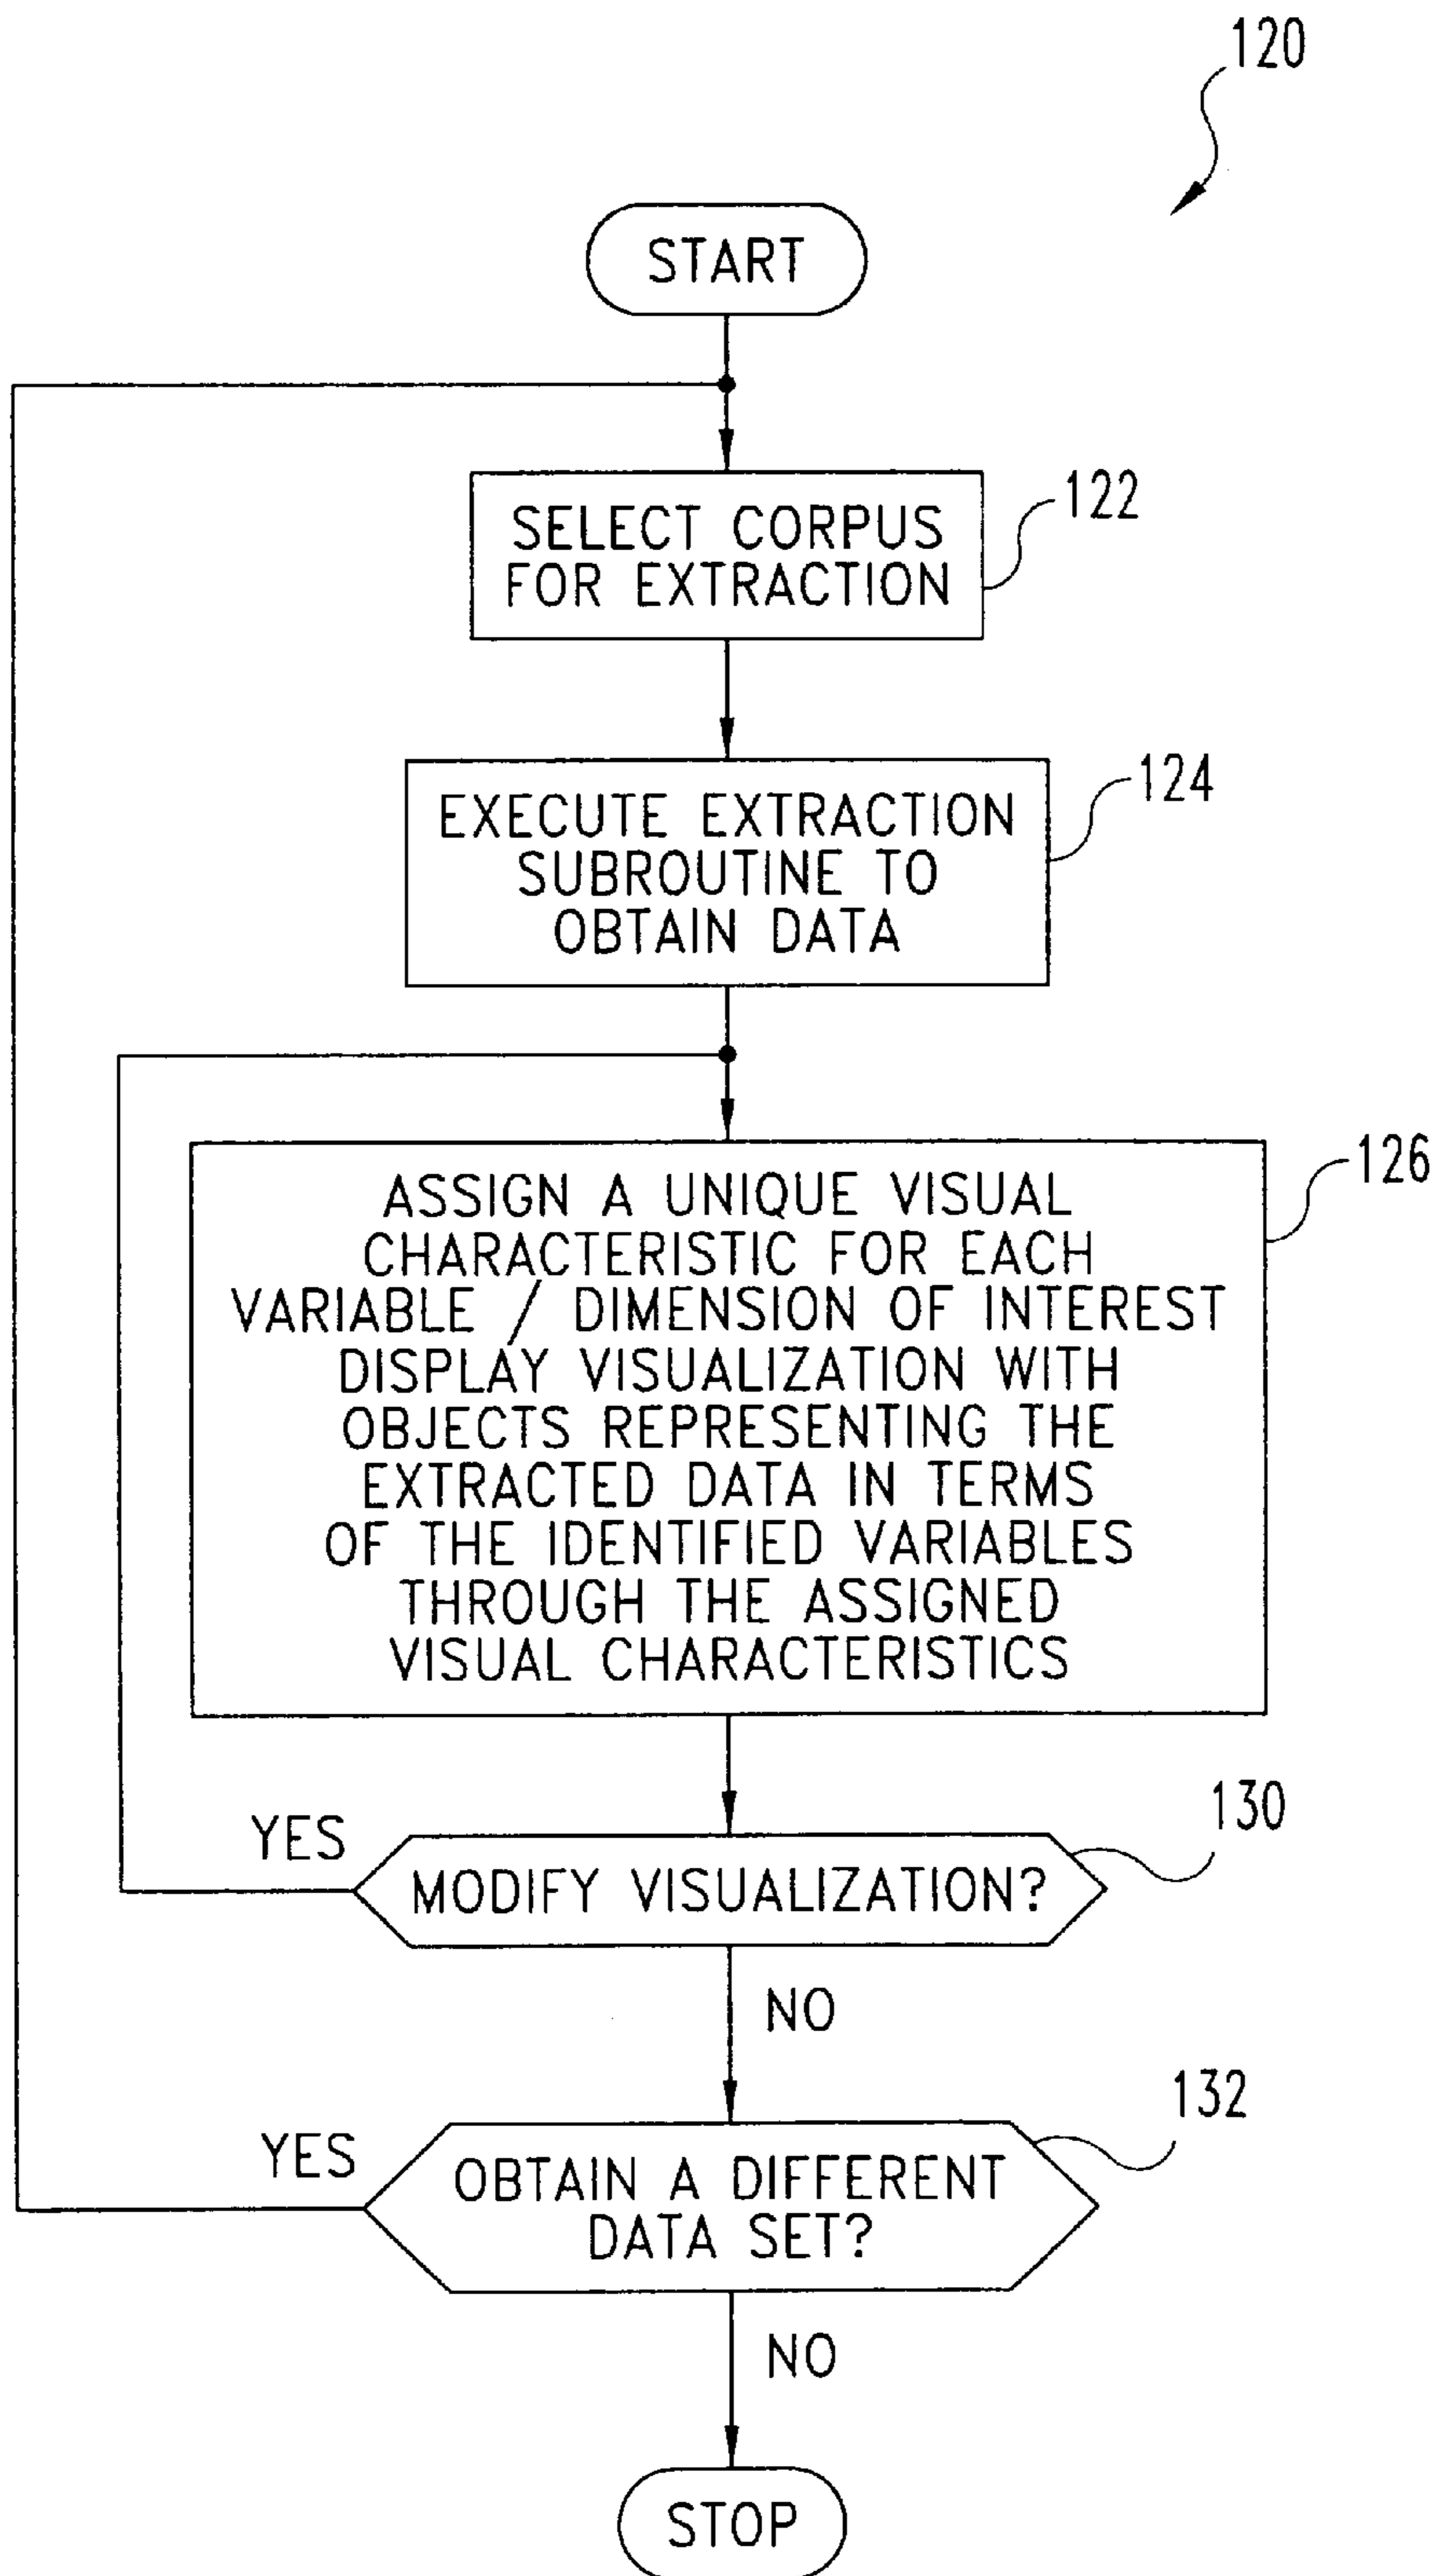 120
START
SELECT CORPUS
FOR EXTRACTION
122
EXECUTE EXTRACTION
SUBROUTINE TO
OBTAIN DATA
124
ASSIGN A UNIQUE VISUAL
CHARACTERISTIC FOR EACH
VARIABLE / DIMENSION OF INTEREST
DISPLAY VISUALIZATION WITH
OBJECTS REPRESENTING THE
EXTRACTED DATA IN TERMS
OF THE IDENTIFIED VARIABLES
THROUGH THE ASSIGNED
VISUAL CHARACTERISTICS
126
YES
MODIFY VISUALIZATION?
130
NO
YES
OBTAIN A DIFFERENT
DATA SET?
132
NO
STOP